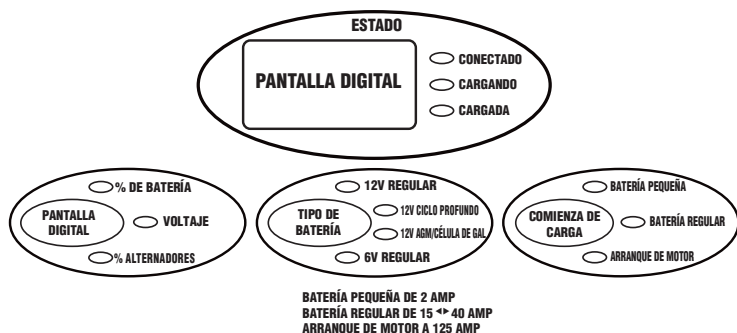 ESTADO
PANTALLA DIGITAL
CONECTADO
CARGANDO
CARGADA
% DE BATERÍA
PANTALLA
DIGITAL
VOLTAJE
% ALTERNADORES
12V REGULAR
TIPO DE
BATERÍA
12V CICLO PROFUNDO
12V AGM/CÉLULA DE GAL
6V REGULAR
BATERÍA PEQUEÑA
COMIENZA DE
CARGA
BATERÍA REGULAR
ARRANQUE DE MOTOR
BATERÍA PEQUEÑA DE 2 AMP
BATERÍA REGULAR DE 15 ◄► 40 AMP
ARRANQUE DE MOTOR A 125 AMP